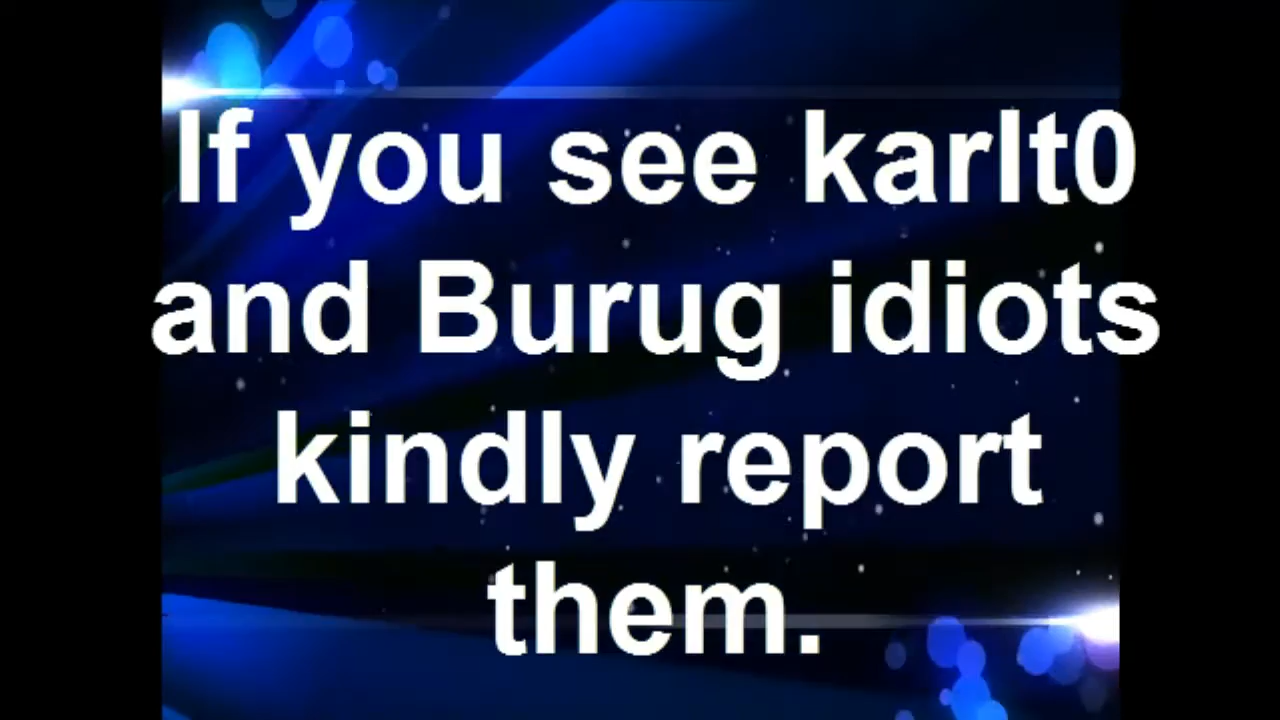 If you see karlt0
and Burug idiots
kindly report
them.